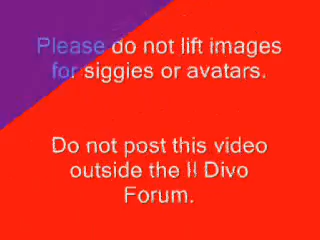 Please do not lift images
for siggies or avatars.
Do not post this video
outside the Il Divo
Forum.